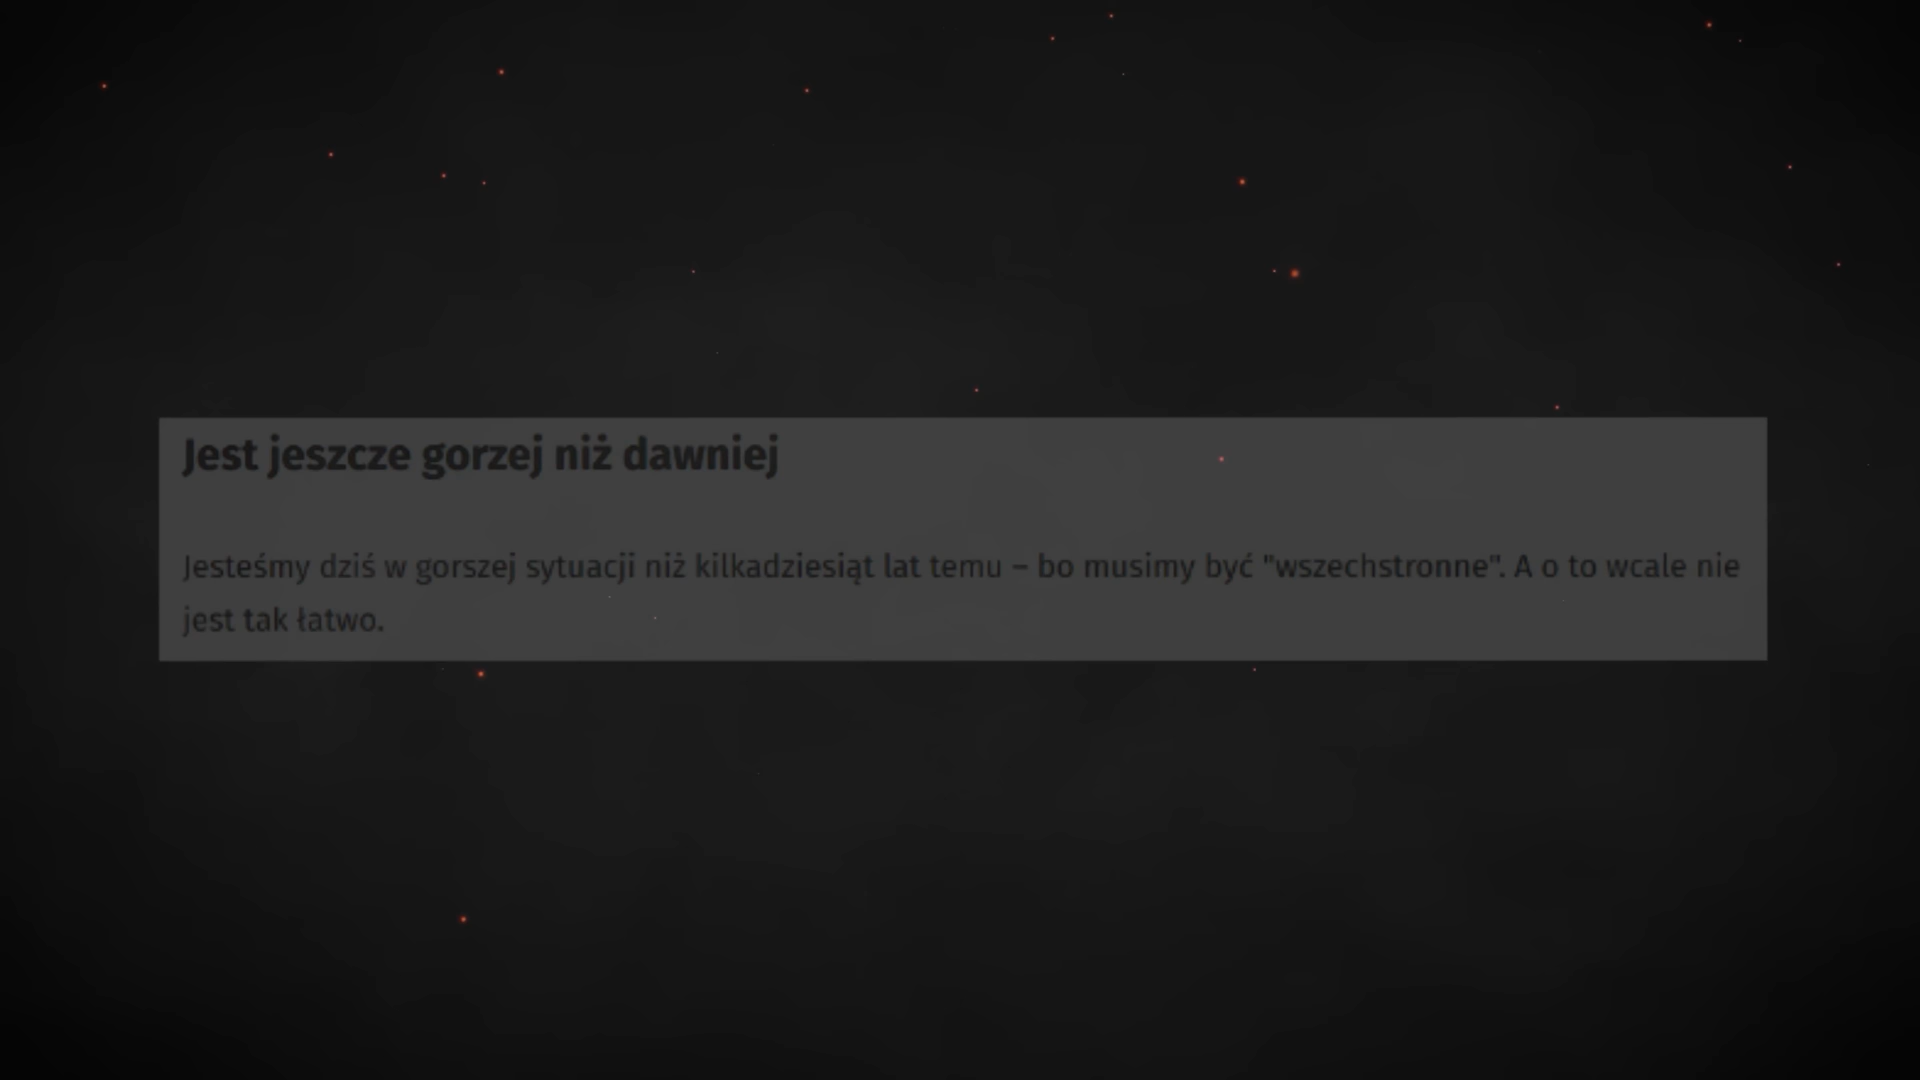 Jest jeszcze gorzej niż dawniej
Jesteśmy dziś w gorszej sytuacji niż kilkadziesiąt lat temu – bo musimy być "wszechstronne". A o to wcale nie
jest tak łatwo.